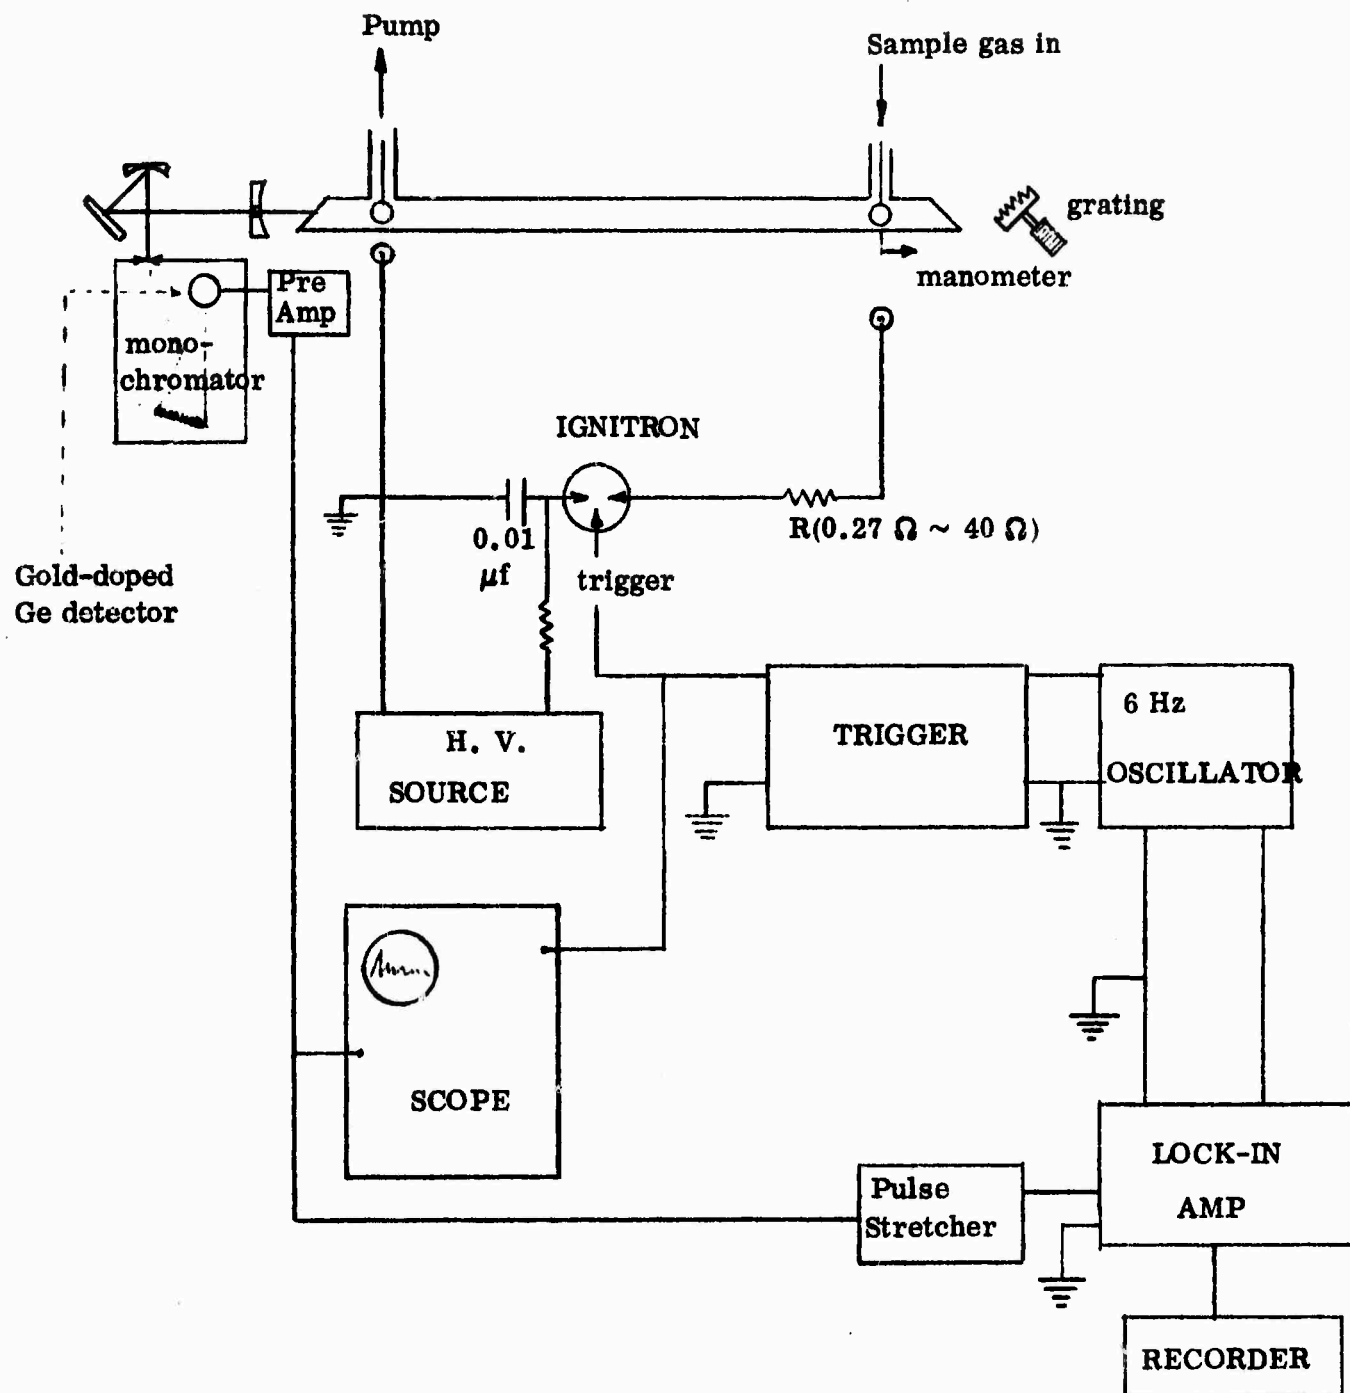 Pump
Sample gas in
grating
manometer
Pre
Amp
mono-
chromator
IGNITRON
0.01
μf
R(0.27 Ω ~ 40 Ω)
trigger
Gold-doped
Ge detector
H. V.
SOURCE
TRIGGER
6 Hz
OSCILLATOR
SCOPE
LOCK-IN
AMP
Pulse
Stretcher
RECORDER